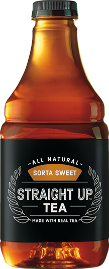 ALL NATURAL
SORTA SWEET
STRAIGHT UP
TEA
MADE WITH REAL TEA